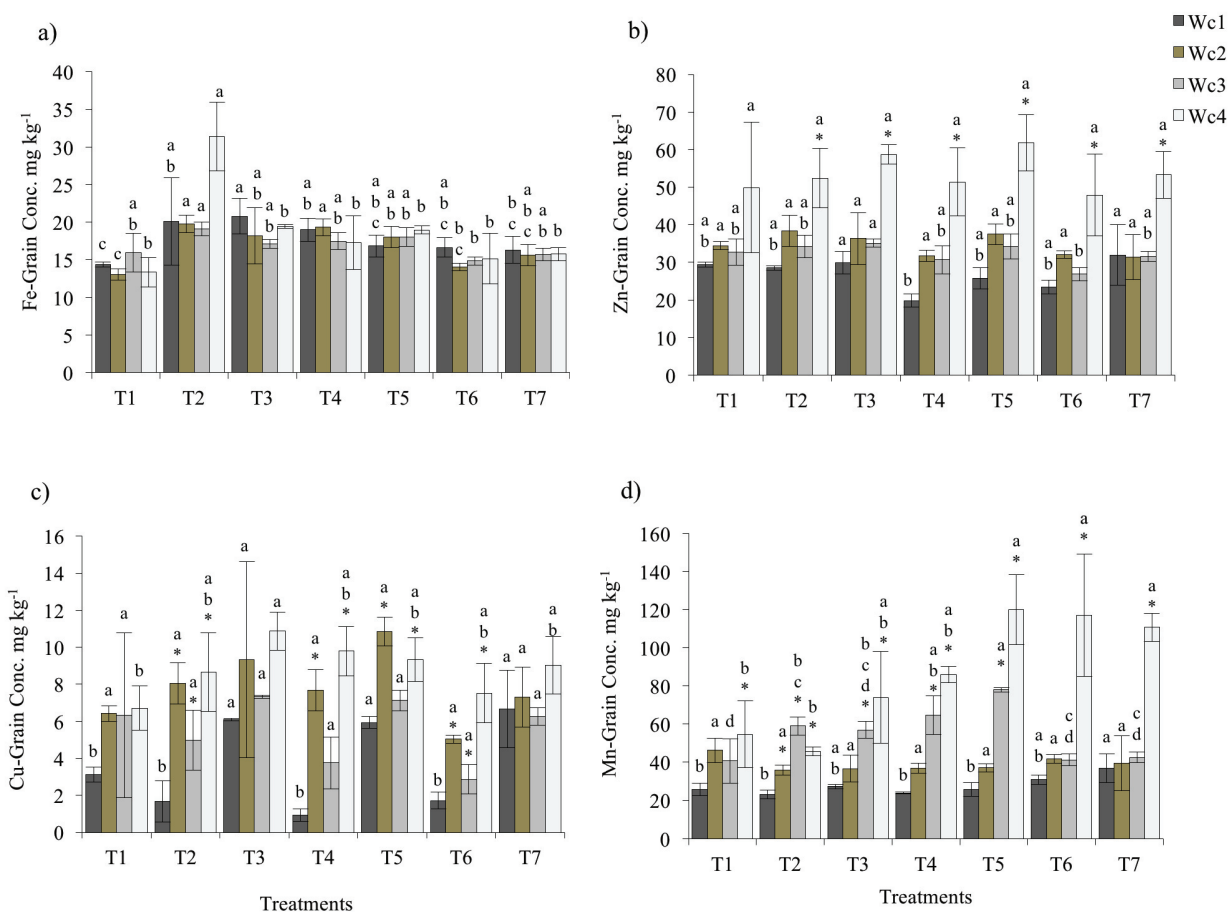 Wc1
Wc2
Wc3
Wc4
a)
Fe-Grain Conc. mg kg-1
40
35
30
25
20
15
10
5
0
b c
c
a b
b
a b
a
a
a
a
a b
a b
b
a b
a
a b
b
a b c
a b
a b
b
a b c
b c
b
b
T1 T2 T3 T4 T5 T6 T7
b)
Zn-Grain Conc. mg kg-1
80
70
60
50
40
30
20
10
0
a b
a
a b
a
a b
a
a b
a *
a
a
a
a *
b
a
a b
a *
a b
a
a b
a *
a b
a
b
a *
a
a
a b
a *
T1 T2 T3 T4 T5 T6 T7
c)
Cu-Grain Conc. mg kg-1
16
14
12
10
8
6
4
2
0
b
a
a
b
b
a *
a *
a b *
a
a
a
a
b
a *
a
a b *
a
a *
a
a b *
b
a *
a *
a b *
a
a
a
a b
T1 T2 T3 T4 T5 T6 T7
Treatments
d)
Mn-Grain Conc. mg kg-1
160
140
120
100
80
60
40
20
0
b
a
d
b *
b
a *
b c *
b *
a b
a
b c d *
a b *
b
a
a b *
a b *
b
a
a *
a *
a b
a
c d
a *
a
a
c d
a *
T1 T2 T3 T4 T5 T6 T7
Treatments